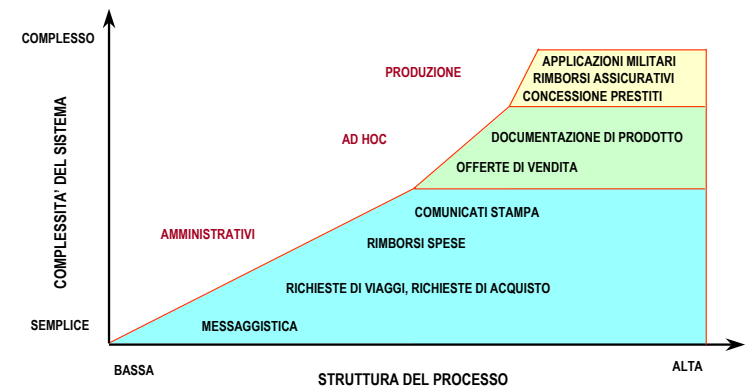 COMPLESSO
PRODUZIONE
APPLICAZIONI MILITARI
RIMBORSI ASSICURATIVI
CONCESSIONE PRESTITI
AD HOC
DOCUMENTAZIONE DI PRODOTTO
OFFERTE DI VENDITA
COMPLESSITA' DEL SISTEMA
AMMINISTRATIVI
COMUNICATI STAMPA
RIMBORSI SPESE
RICHIESTE DI VIAGGI, RICHIESTE DI ACQUISTO
SEMPLICE
MESSAGGISTICA
BASSA
STRUTTURA DEL PROCESSO
ALTA